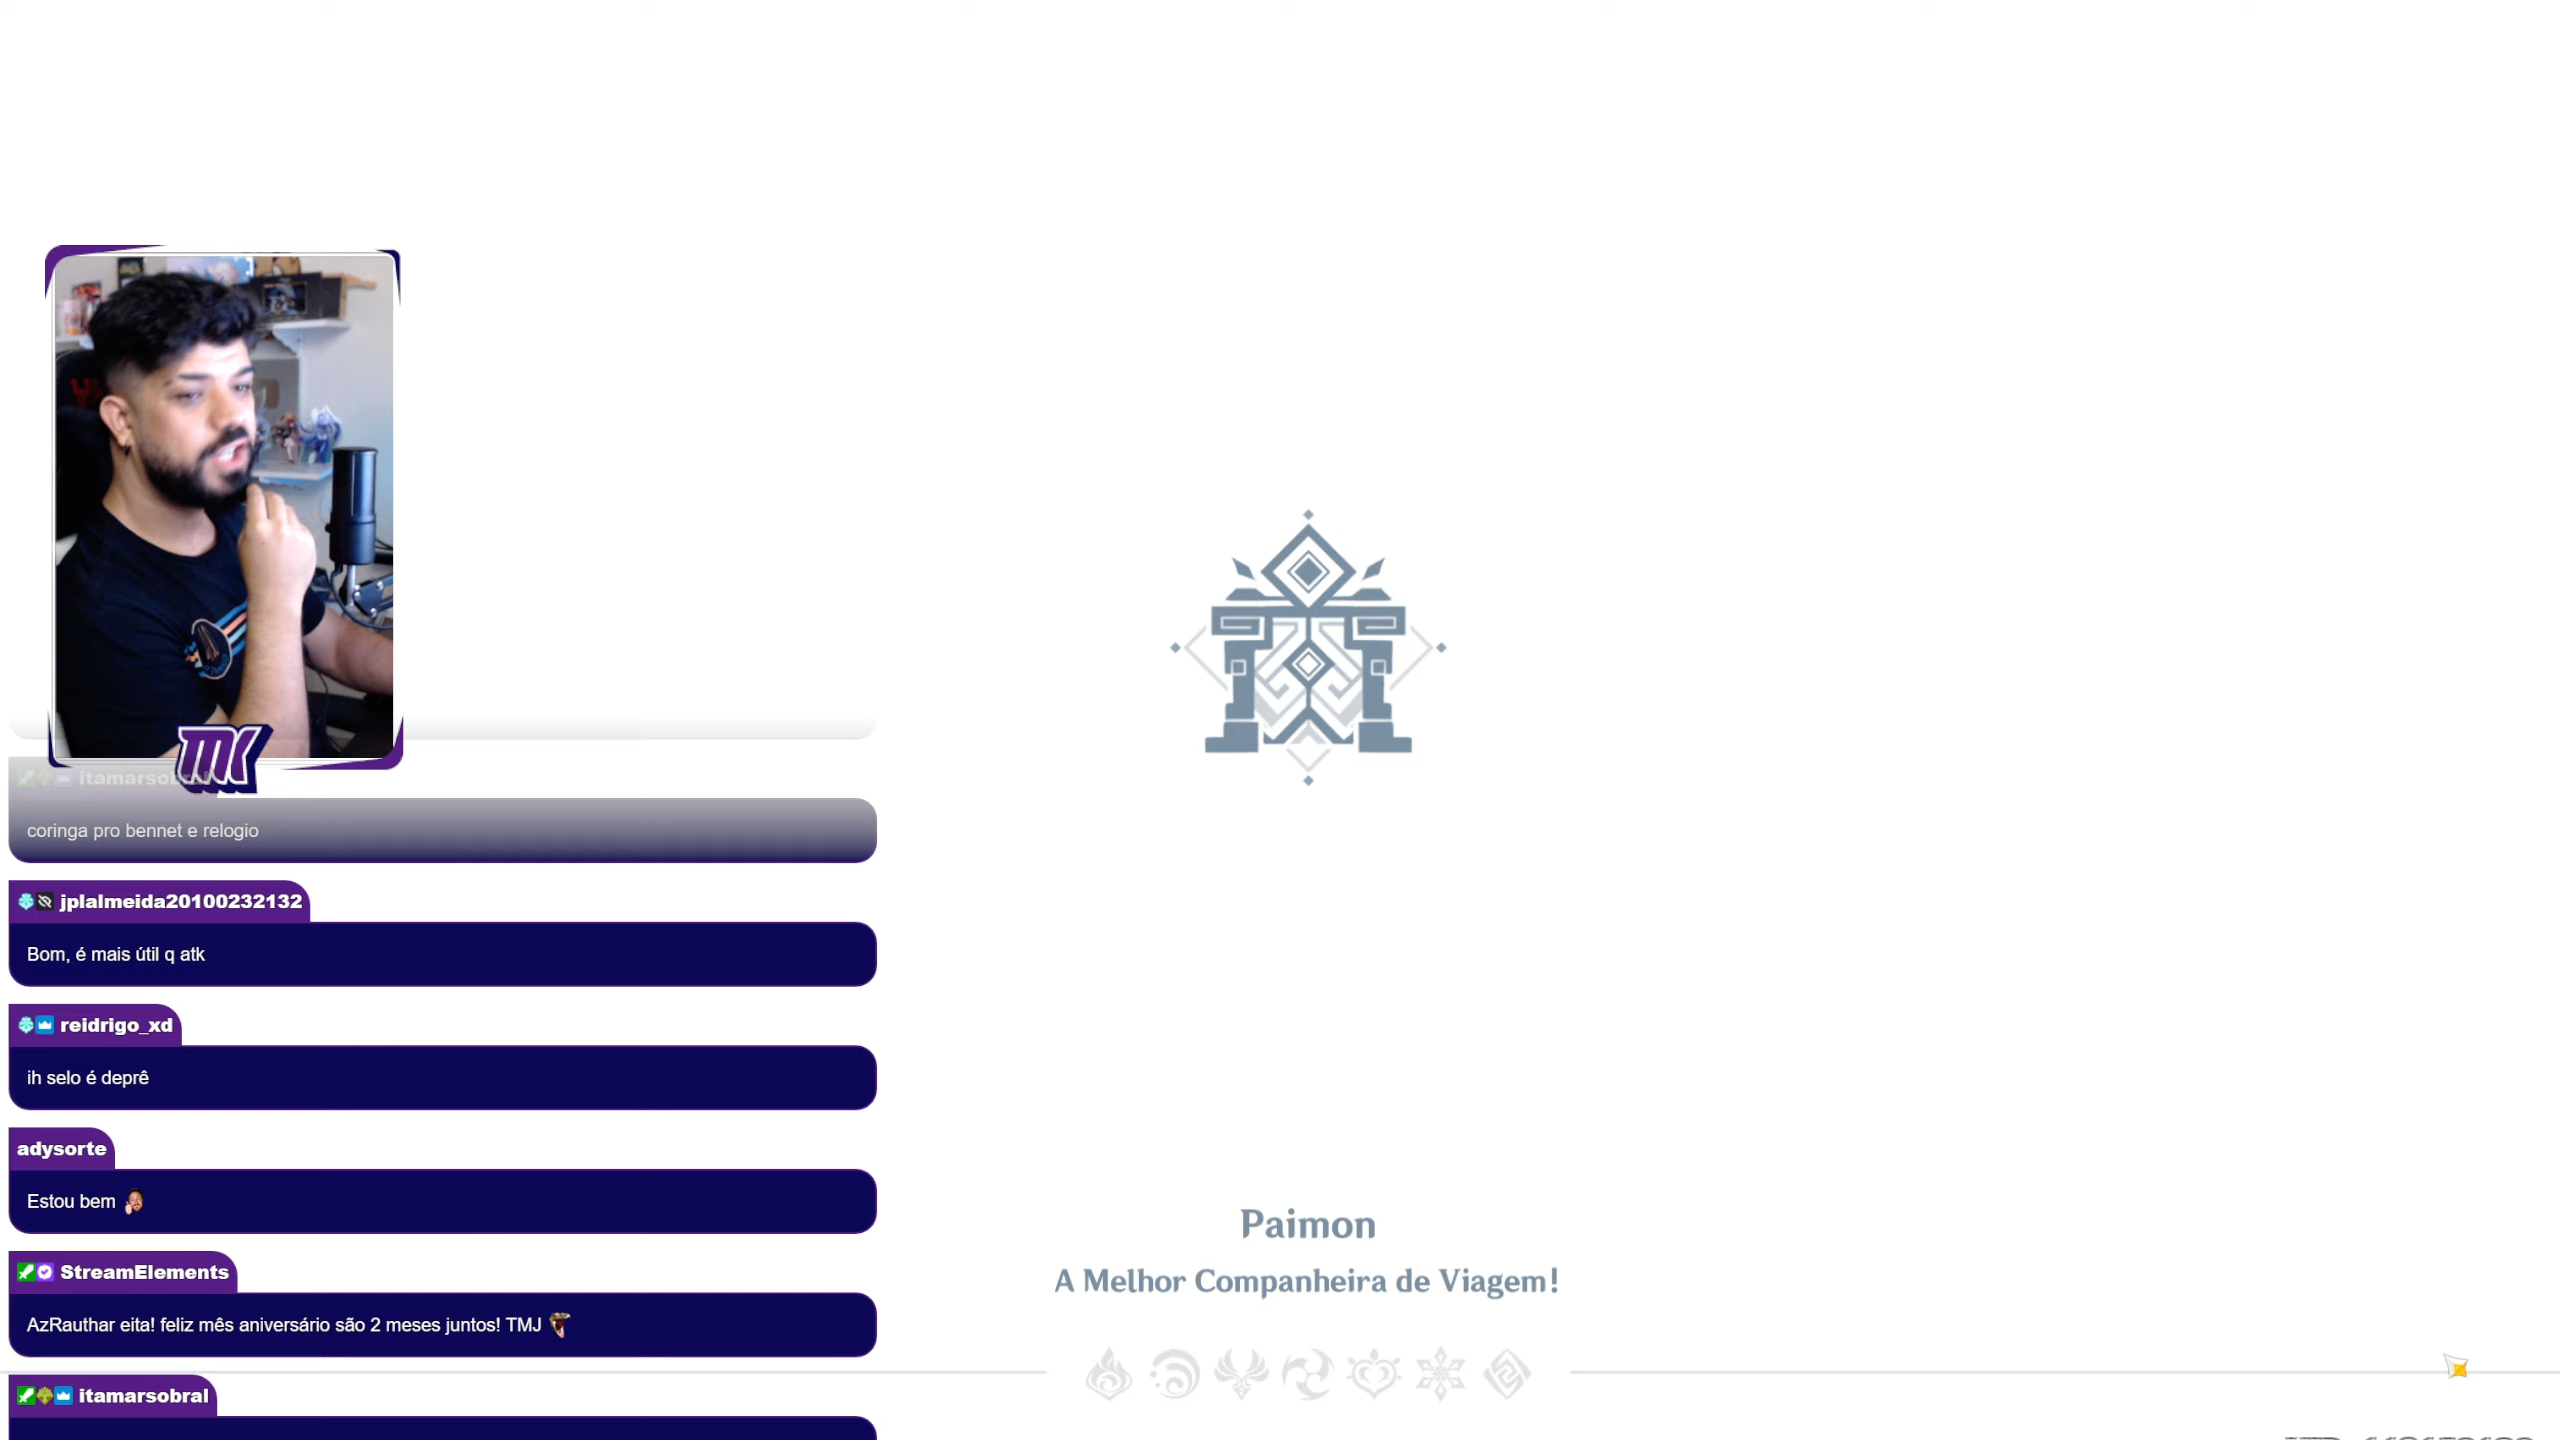 itamarsobral
coringa pro bennet e relogio
jplalmeida20100232132
Bom, é mais útil q atk
reidrigo_xd
ih selo é deprê
adysorte
Estou bem
StreamElements
AzRauthar eita! feliz mês aniversário são 2 meses juntos! TMJ
itamarsobral
Paimon
A Melhor Companheira de Viagem!